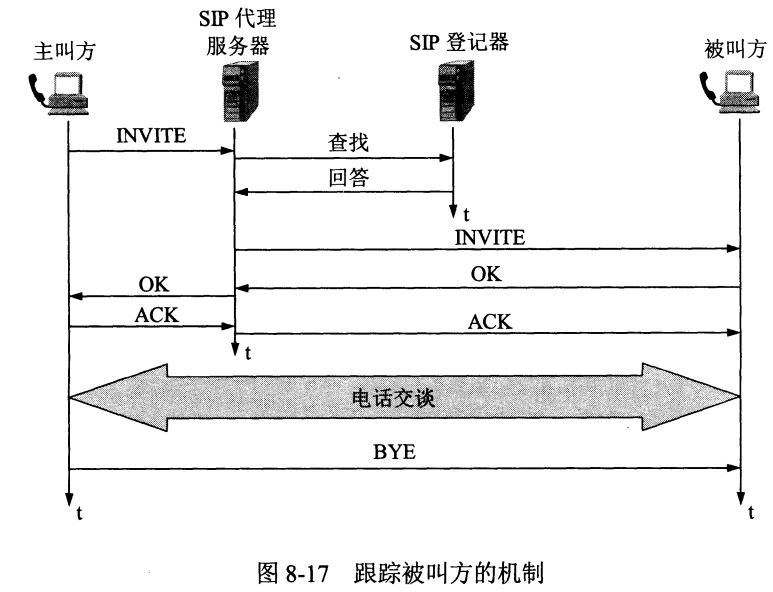 主叫方
SIP 代理
服务器
SIP 登记器
被叫方
INVITE
查找
回答
t
INVITE
OK
OK
ACK
ACK
t
电话交谈
BYE
t
t
图 8-17 跟踪被叫方的机制